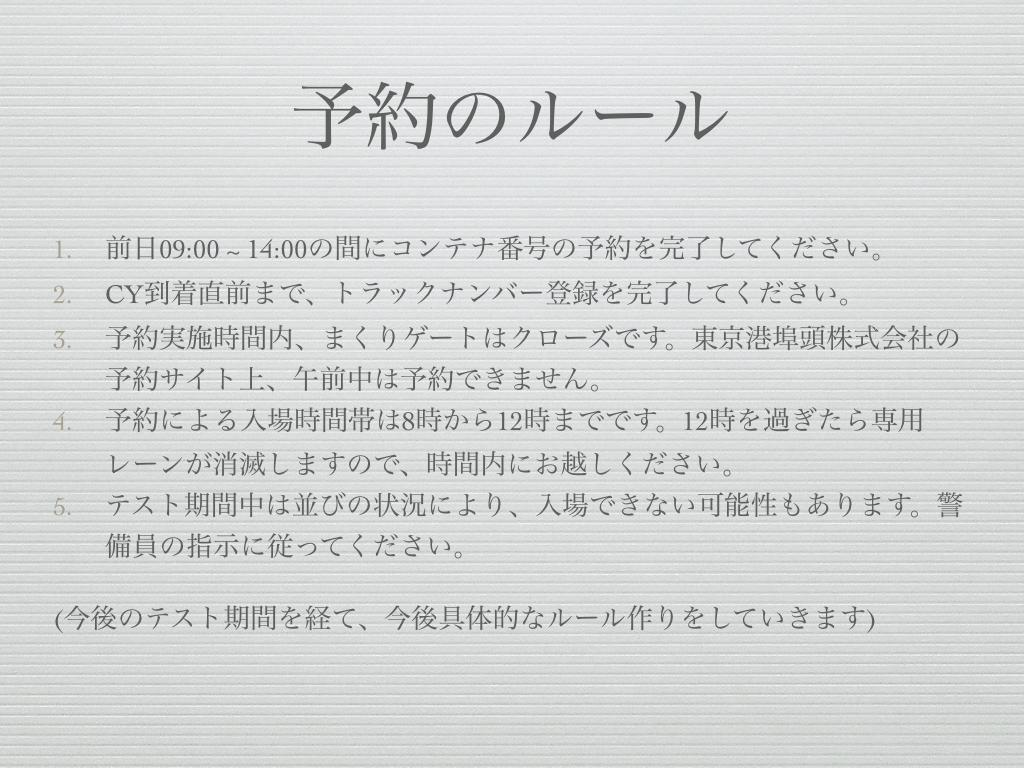 予約のルール
1. 前日09:00 ~ 14:00の間にコンテナ番号の予約を完了してください。
2. CY到着直前まで、トラックナンバー登録を完了してください。
3. 予約実施時間内、まくりゲートはクローズです。東京港埠頭株式会社の
予約サイト上、午前中は予約できません。
4. 予約による入場時間帯は8時から12時までです。12時を過ぎたら専用
レーンが消滅しますので、時間内にお越しください。
5. テスト期間中は並びの状況により、入場できない可能性もあります。警
備員の指示に従ってください。
(今後のテスト期間を経て、今後具体的なルール作りをしていきます)